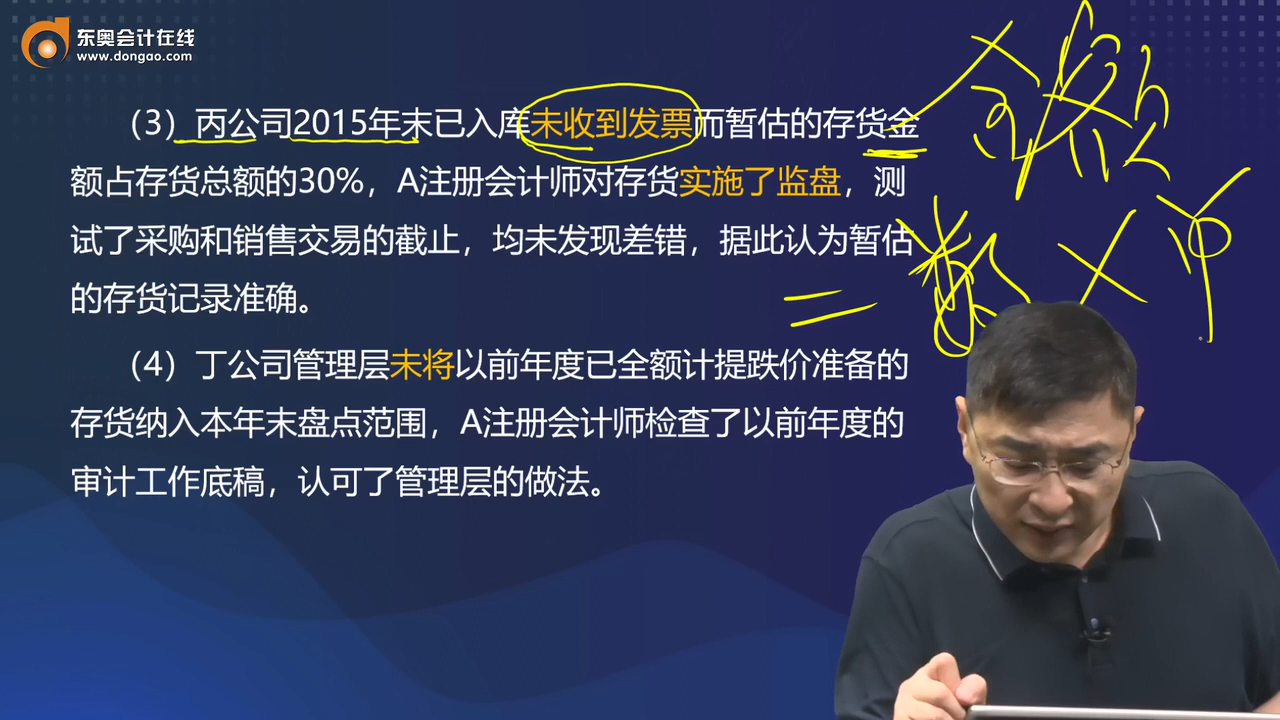 东奥会计在线
www.dongao.com
金额
（3）丙公司2015年末已入库未收到发票而暂估的存货金
额占存货总额的30%，A注册会计师对存货实施了监盘，测
试了采购和销售交易的截止，均未发现差错，据此认为暂估
的存货记录准确。
= 数 ×
（4）丁公司管理层未将以前年度已全额计提跌价准备的
存货纳入本年末盘点范围，A注册会计师检查了以前年度的
审计工作底稿，认可了管理层的做法。